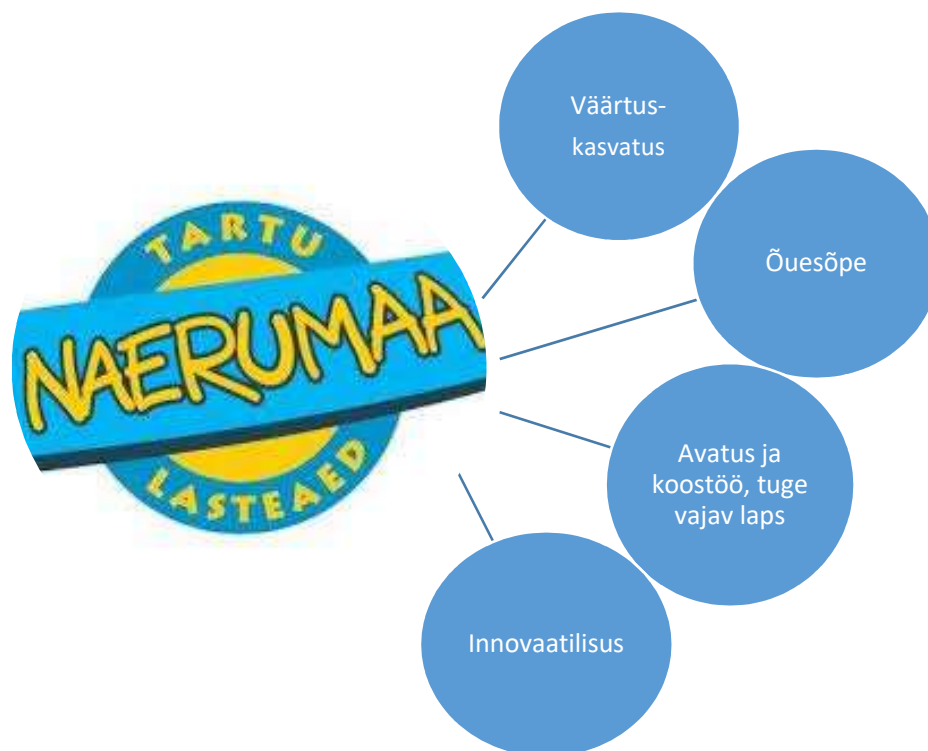 TARTU
NAERUMAA
LASTEAED
Väärtus-
kasvatus
Õuesõpe
Avatus ja
koostöö, tuge
vajav laps
Innovaatilisus